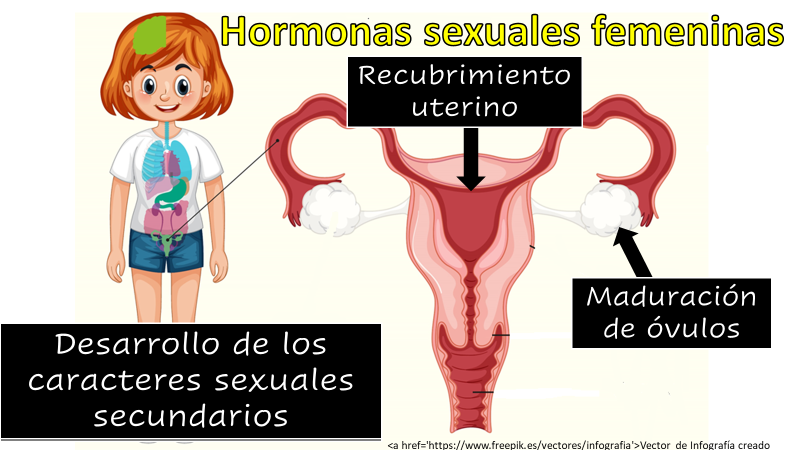 Hormonas sexuales femeninas
Recubrimiento
uterino
Maduración
de óvulos
Desarrollo de los
caracteres sexuales
secundarios
<a href='https://www.freepik.es/vectores/infografia'>Vector de Infografía creado